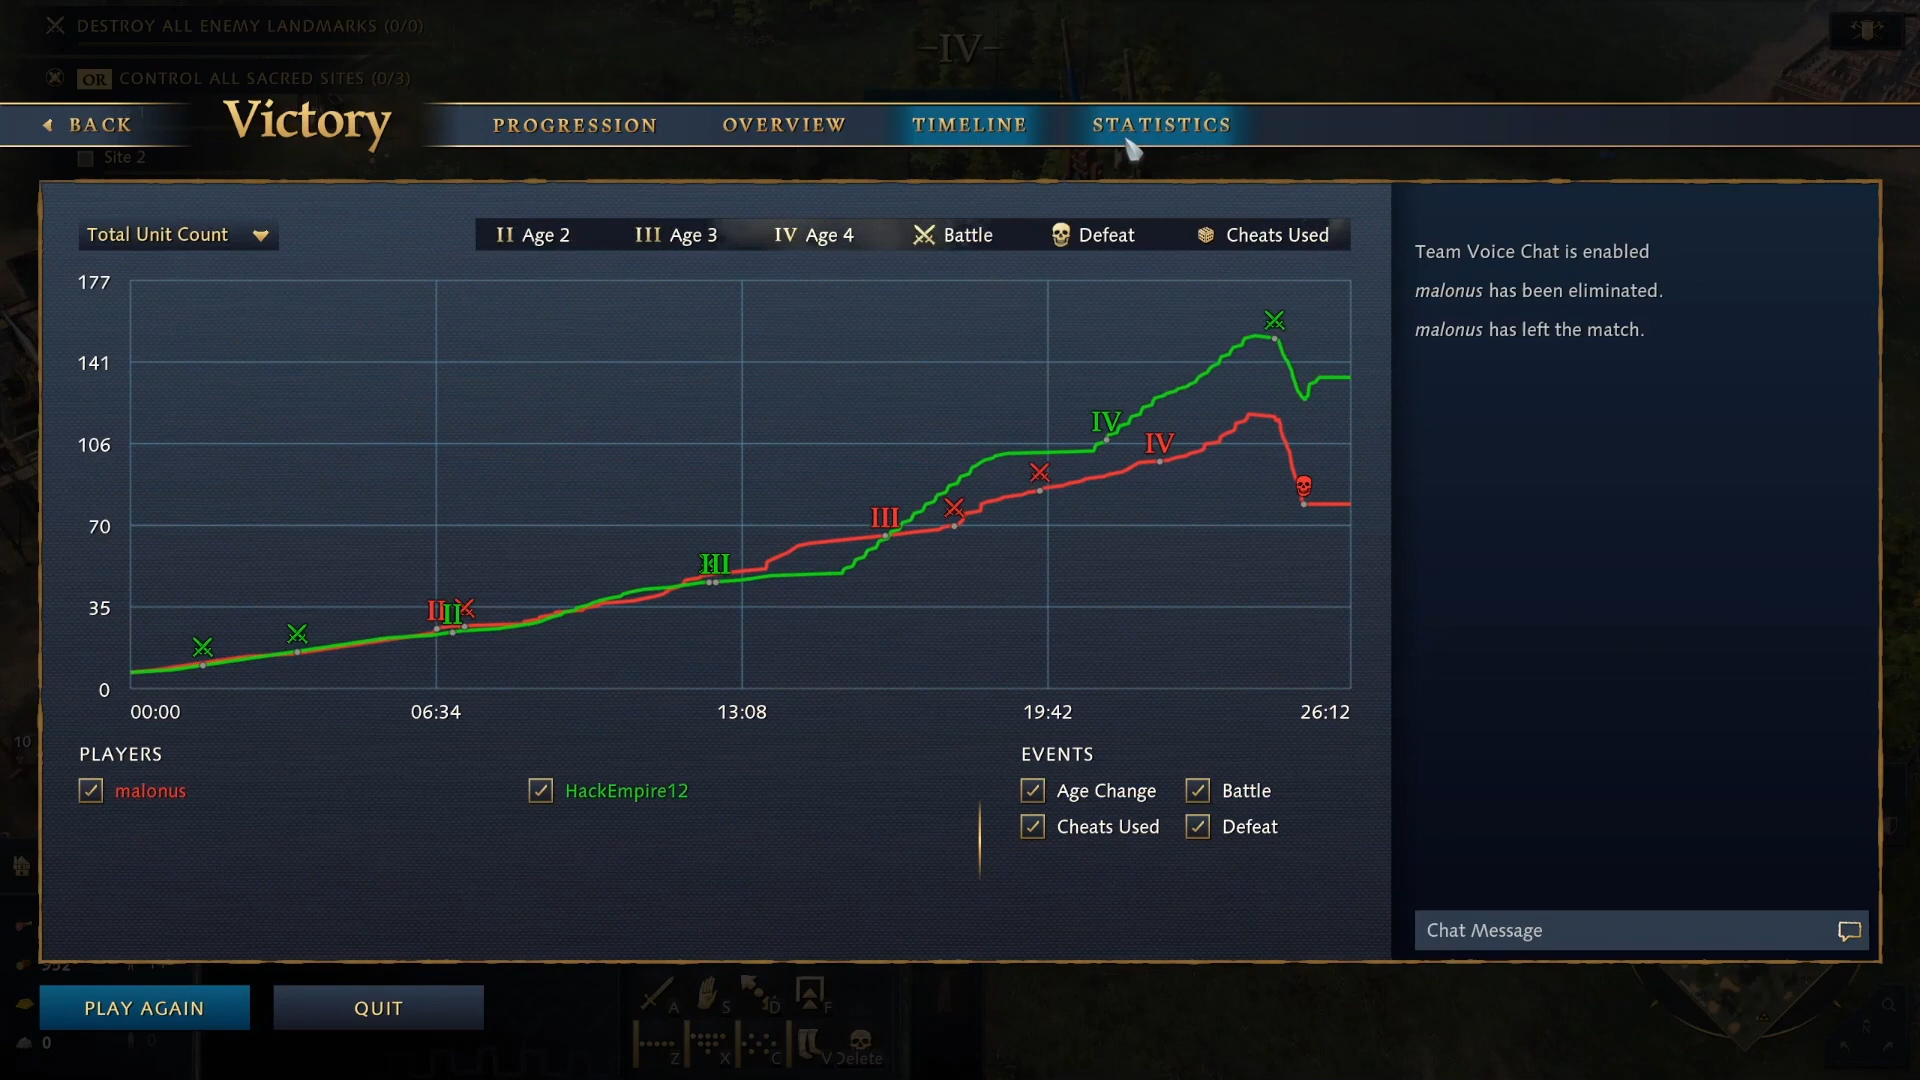 DESTROY ALL ENEMY LANDMARKS (0/0)
–IV–
OR CONTROL ALL SACRED SITES (0/3)
BACK
Victory
PROGRESSION
OVERVIEW
TIMELINE
STATISTICS
Site 2
Total Unit Count
II Age 2
III Age 3
IV Age 4
Battle
Defeat
Cheats Used
Team Voice Chat is enabled
malonus has been eliminated.
malonus has left the match.
177
141
106
70
35
0
IV
IV
III
III
II
II
00:00
06:34
13:08
19:42
26:12
PLAYERS
malonus
HackEmpire12
EVENTS
Age Change
Battle
Cheats Used
Defeat
10
Chat Message
PLAY AGAIN
QUIT
A
S
D
F
0
0
Z
X
C
V
Delete